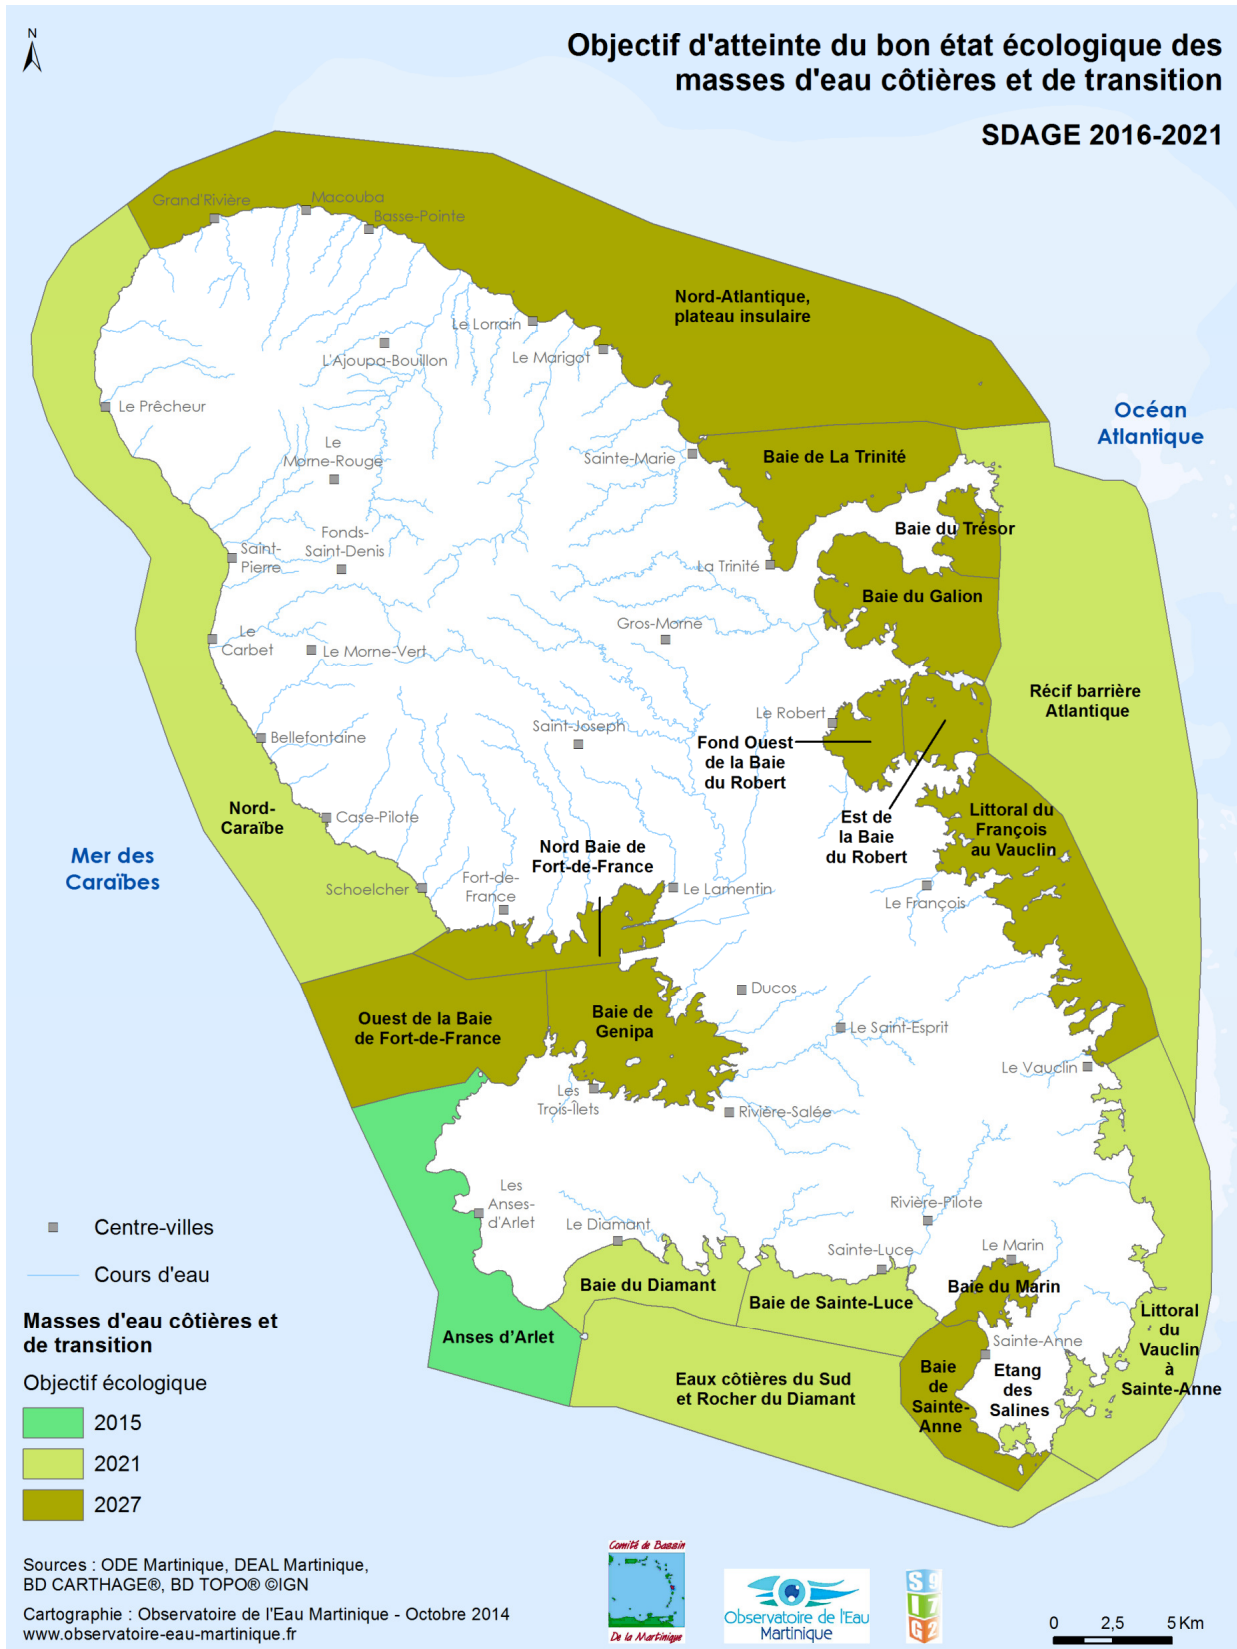 N
Objectif d'atteinte du bon état écologique des
masses d'eau côtières et de transition
SDAGE 2016-2021
Grand'Rivière
Macouba
Basse-Pointe
Nord-Atlantique,
plateau insulaire
Le Lorrain
Le Marigot
L'Ajoupa-Bouillon
Le Prêcheur
Océan
Atlantique
Le
Morne-Rouge
Sainte-Marie
Baie de La Trinité
Baie du Trésor
Fonds-
Saint-Denis
Saint-
Pierre
La Trinité
Baie du Galion
Gros-Morne
Le
Carbet
Le Morne-Vert
Récif barrière
Atlantique
Le Robert
Saint-Joseph
Bellefontaine
Fond Ouest
de la Baie
du Robert
Nord-
Caraïbe
Case-Pilote
Est de
la Baie
du Robert
Littoral du
François
au Vauclin
Mer des
Caraïbes
Nord Baie de
Fort-de-France
Schoelcher
Fort-de-
France
Le Lamentin
Le François
Ducos
Ouest de la Baie
de Fort-de-France
Baie de
Genipa
Le Saint-Esprit
Le Vauclin
Les
Trois-Îlets
Rivière-Salée
Les
Anses-
d'Arlet
Rivière-Pilote
Le Diamant
Sainte-Luce
Le Marin
Baie du Diamant
Baie de Sainte-Luce
Baie du Marin
Anses d'Arlet
Sainte-Anne
Littoral
du
Vauclin
à
Sainte-Anne
Eaux côtières du Sud
et Rocher du Diamant
Baie
de
Sainte-
Anne
Etang
des
Salines
Centre-villes
Cours d'eau
Masses d'eau côtières et
de transition
Objectif écologique
2015
2021
2027
Sources : ODE Martinique, DEAL Martinique,
BD CARTHAGE®, BD TOPO® ©IGN
Cartographie : Observatoire de l'Eau Martinique - Octobre 2014
www.observatoire-eau-martinique.fr
Comité de Bassin
De la Martinique
Observatoire de l'Eau
Martinique
S 9
I 7
G 2
0 2,5 5 Km